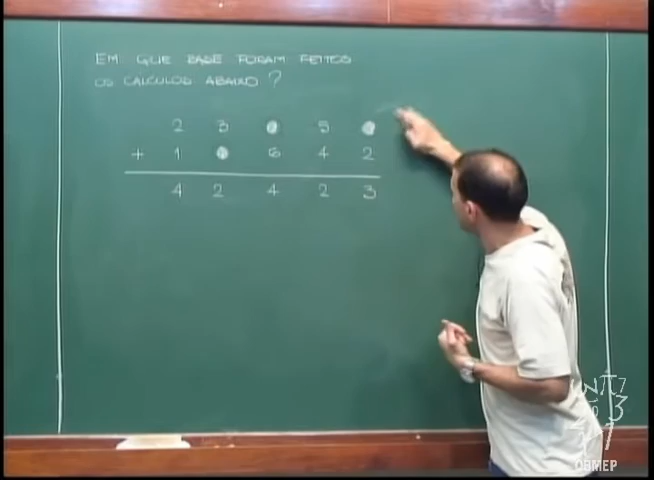 EM QUE BASE FORAM FEITOS
OS CALCULOS ABAIXO?
2 3 ● 5 ●
+ 1 ● 6 4 2
4 2 4 2 3
OBMEP